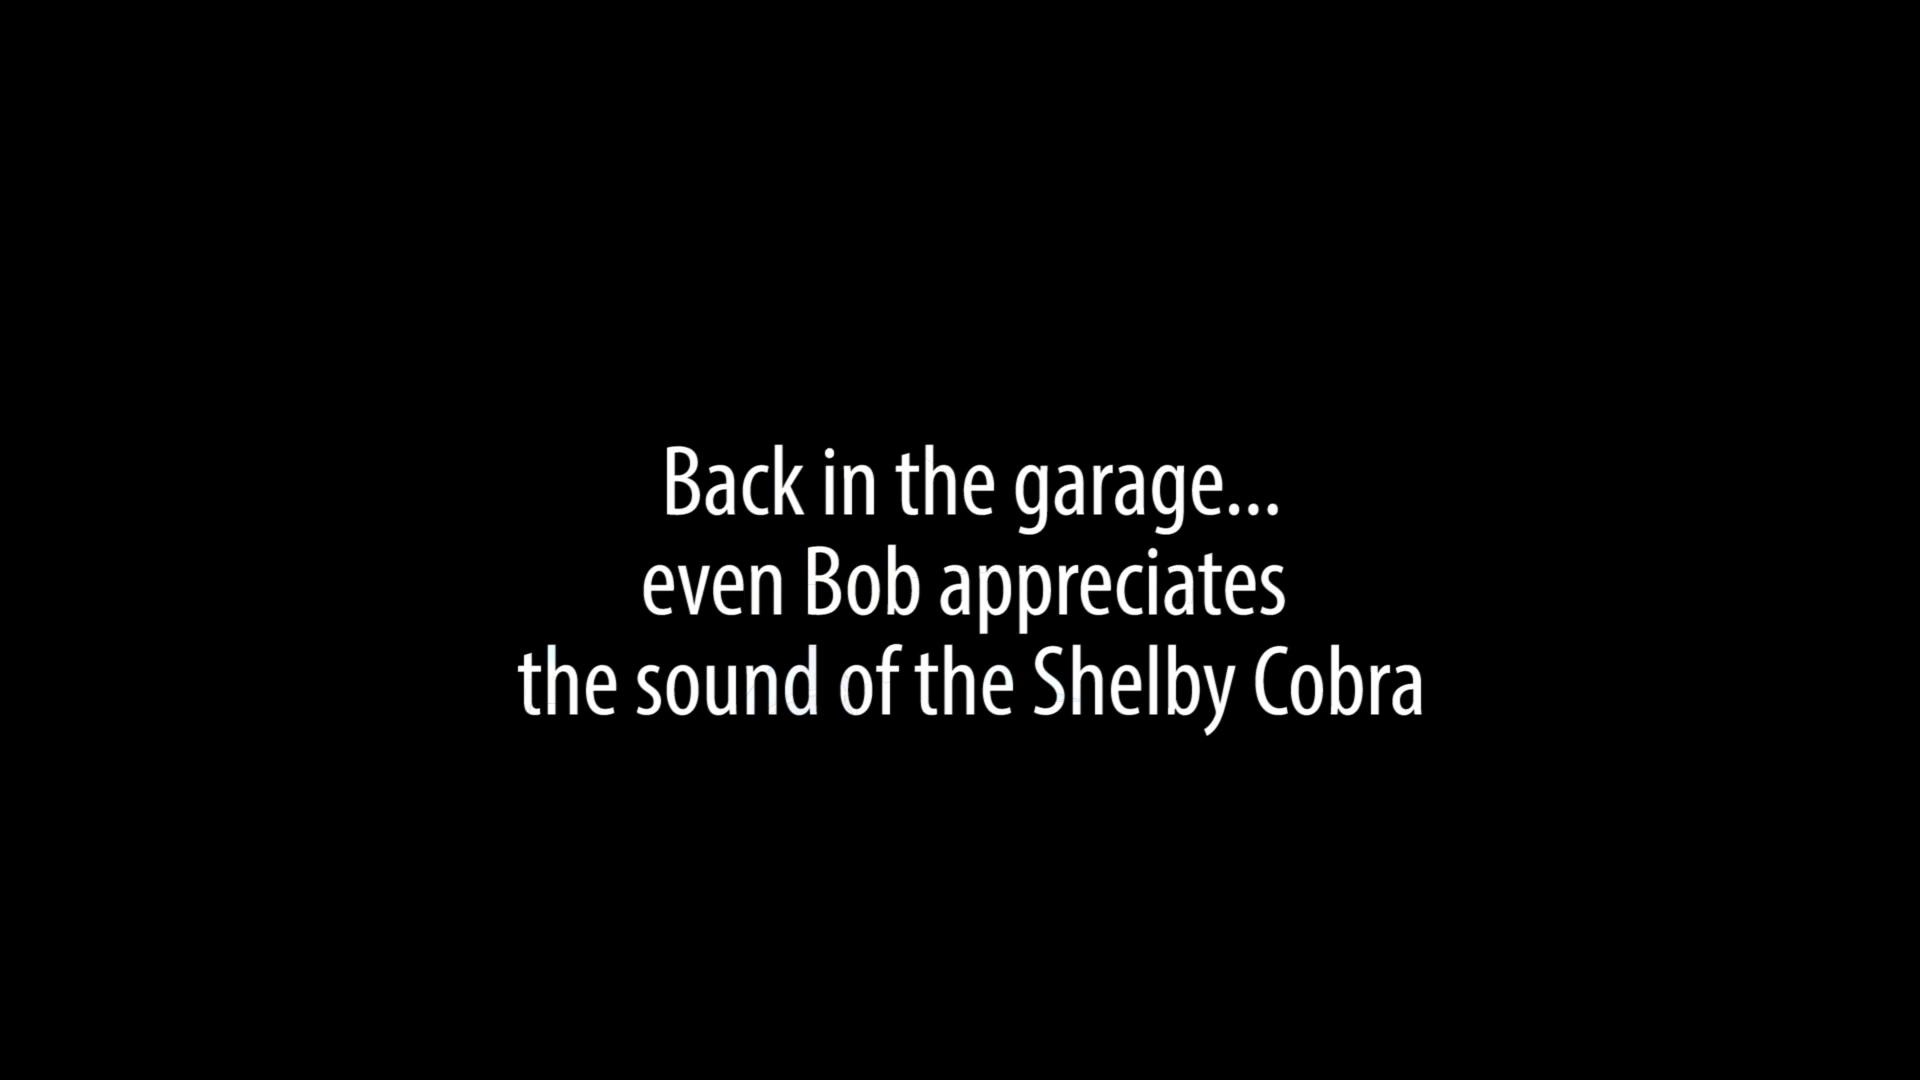 Back in the garage...
even Bob appreciates
the sound of the Shelby Cobra